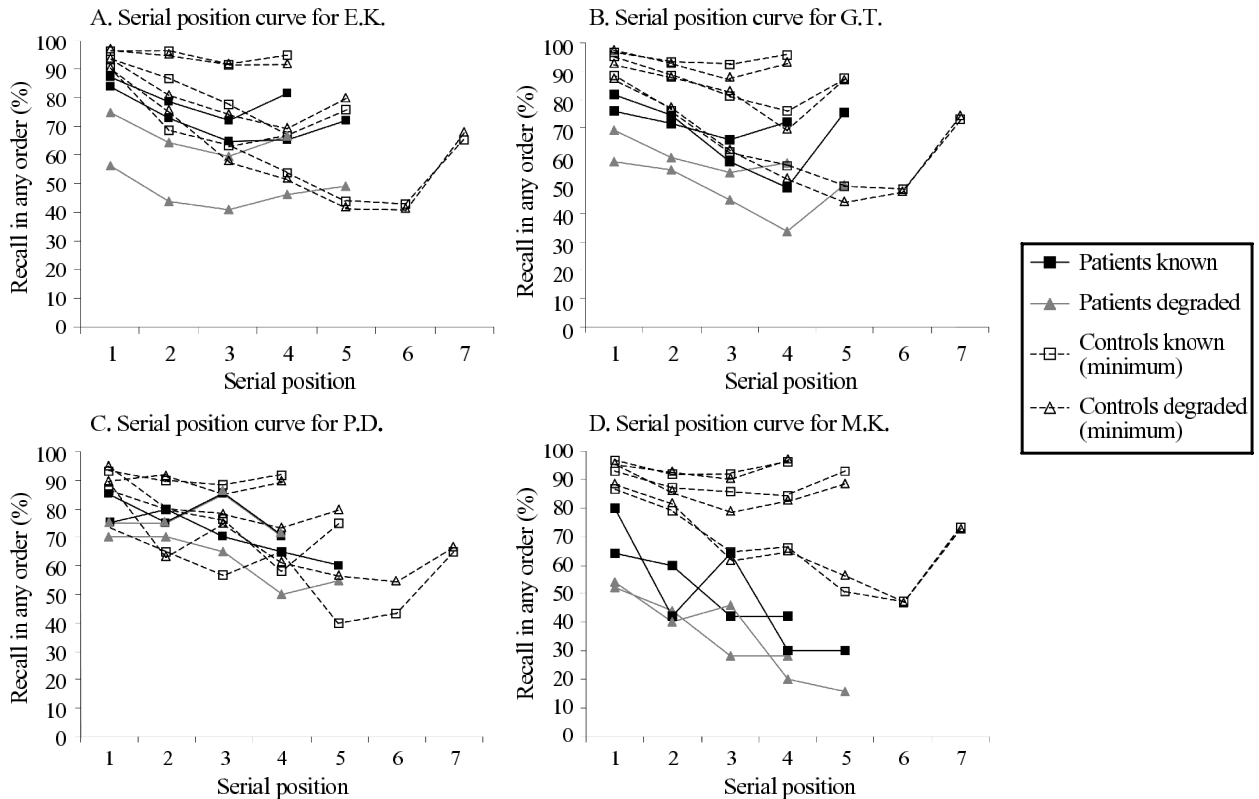 A. Serial position curve for E.K.
Recall in any order (%)
100
90
80
70
60
50
40
30
20
10
0
1 2 3 4 5 6 7
Serial position
B. Serial position curve for G.T.
Recall in any order (%)
100
90
80
70
60
50
40
30
20
10
0
1 2 3 4 5 6 7
Serial position
Patients known
Patients degraded
Controls known
(minimum)
Controls degraded
(minimum)
C. Serial position curve for P.D.
Recall in any order (%)
100
90
80
70
60
50
40
30
20
10
0
1 2 3 4 5 6 7
Serial position
D. Serial position curve for M.K.
Recall in any order (%)
100
90
80
70
60
50
40
30
20
10
0
1 2 3 4 5 6 7
Serial position